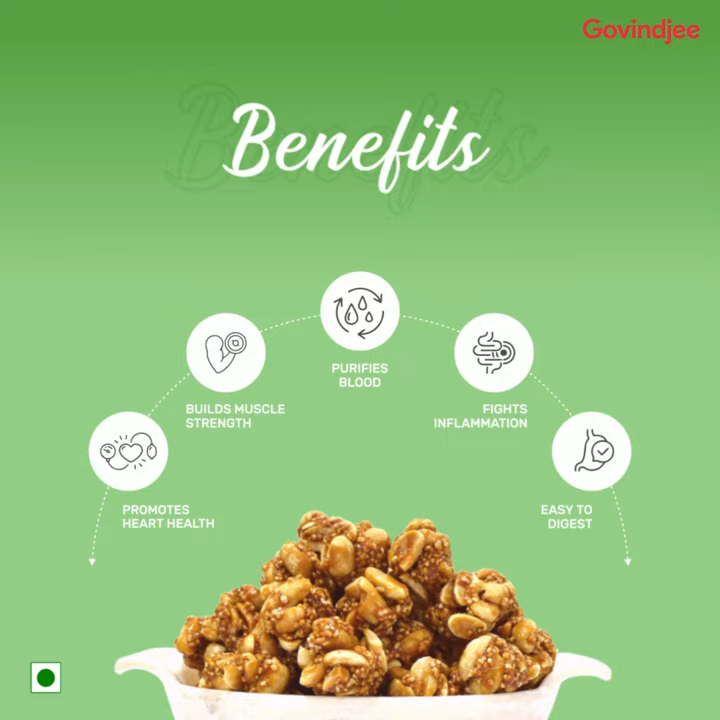 Govindjee
Benefits
PURIFIES
BLOOD
BUILDS MUSCLE
STRENGTH
FIGHTS
INFLAMMATION
PROMOTES
HEART HEALTH
EASY TO
DIGEST